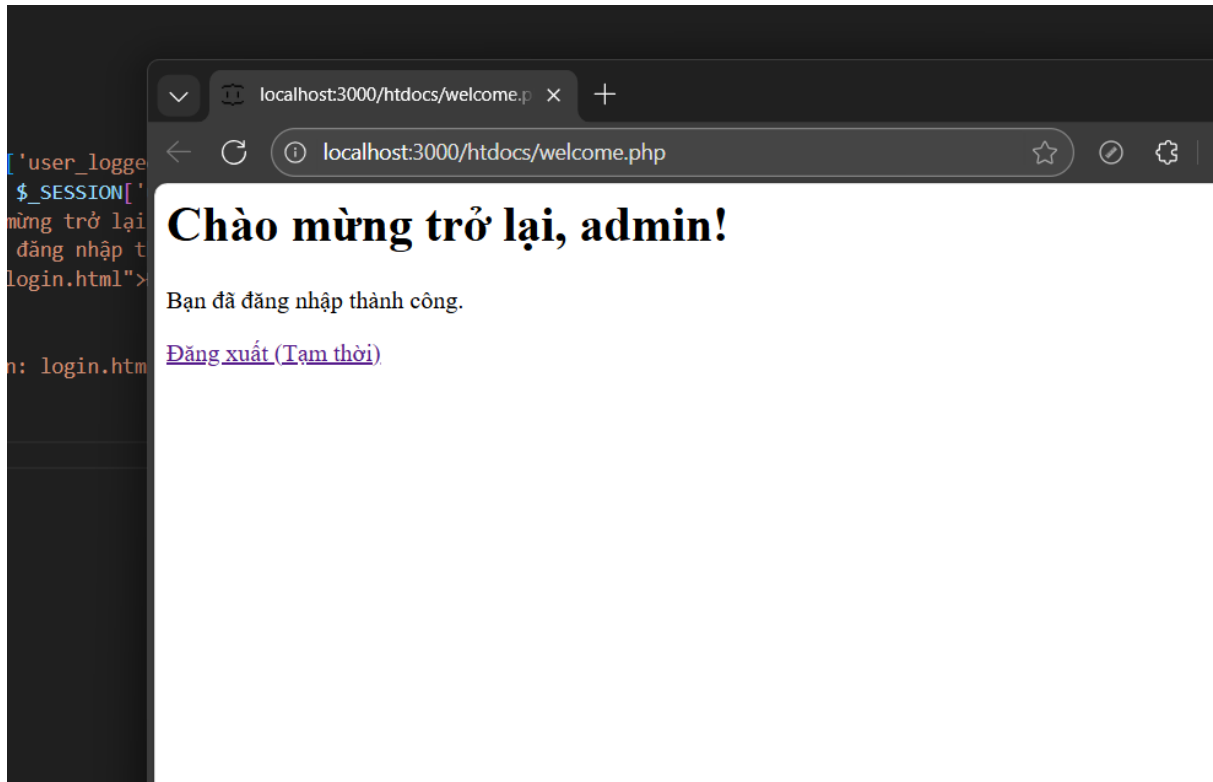 localhost:3000/htdocs/welcome.p
localhost:3000/htdocs/welcome.php
['user_logge
$_SESSION['
mừng trở lại
đăng nhập t
login.html">
n: login.htm
Chào mừng trở lại, admin!
Bạn đã đăng nhập thành công.
Đăng xuất (Tạm thời)